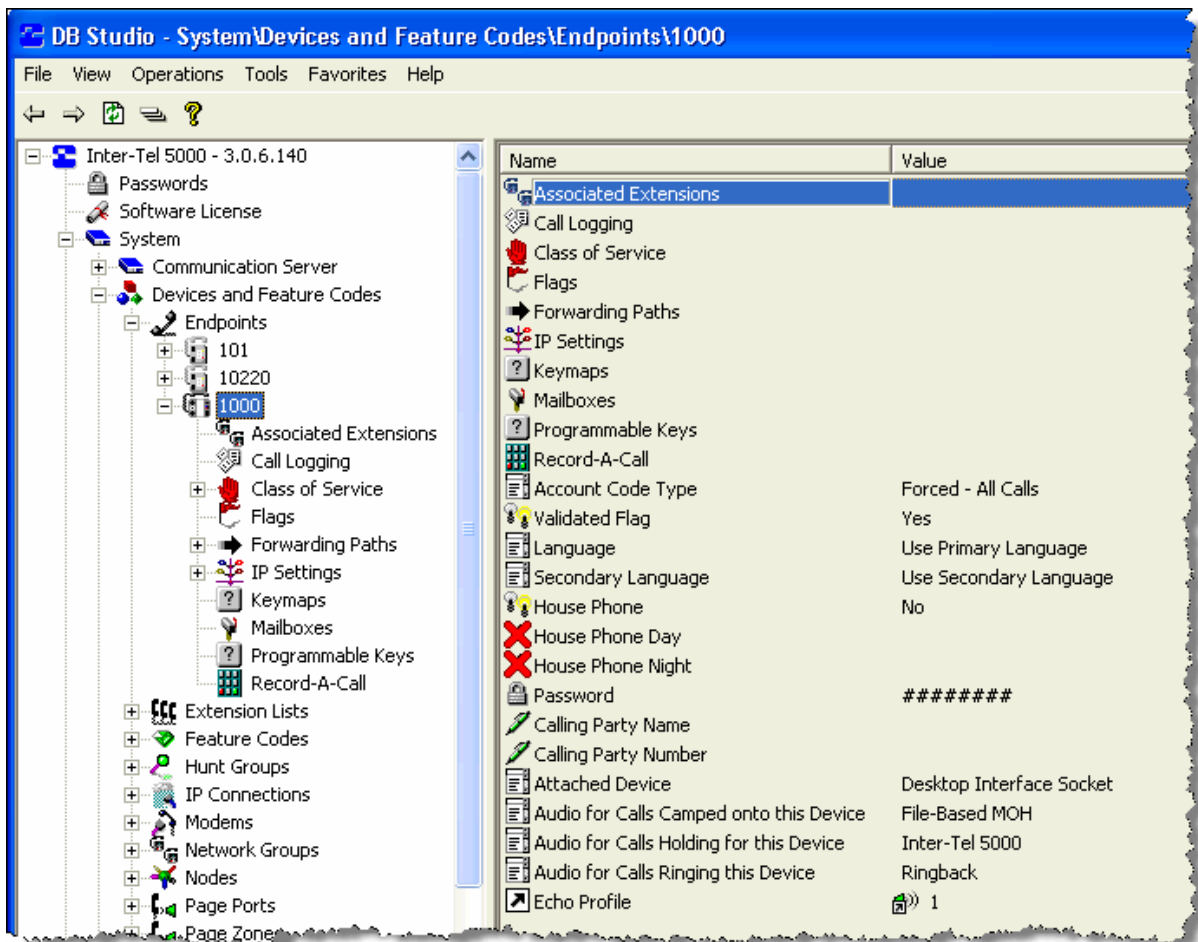 DB Studio - System\Devices and Feature Codes\Endpoints\1000
File View Operations Tools Favorites Help
Inter-Tel 5000 - 3.0.6.140
Passwords
Software License
System
Communication Server
Devices and Feature Codes
Endpoints
101
10220
1000
Associated Extensions
Call Logging
Class of Service
Flags
Forwarding Paths
IP Settings
Keymaps
Mailboxes
Programmable Keys
Record-A-Call
Extension Lists
Feature Codes
Hunt Groups
IP Connections
Modems
Network Groups
Nodes
Page Ports
Page Zones
Name Value
Associated Extensions
Call Logging
Class of Service
Flags
Forwarding Paths
IP Settings
Keymaps
Mailboxes
Programmable Keys
Record-A-Call
Account Code Type Forced - All Calls
Validated Flag Yes
Language Use Primary Language
Secondary Language Use Secondary Language
House Phone No
House Phone Day
House Phone Night
Password ########
Calling Party Name
Calling Party Number
Attached Device Desktop Interface Socket
Audio for Calls Camped onto this Device File-Based MOH
Audio for Calls Holding for this Device Inter-Tel 5000
Audio for Calls Ringing this Device Ringback
Echo Profile 1